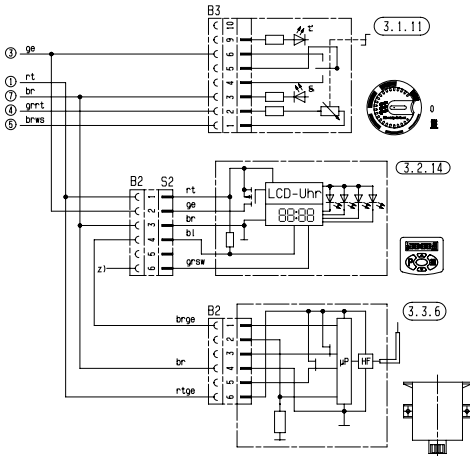 B3
10
9
6
5
4
3
2
1
3.1.11
③ ge
① rt
⑦ br
④ grrt
⑤ brws
0
B2 S2
1
2
3
4
5
6
rt
ge
br
bl
grsw
z)
LCD-Uhr
88:88
3.2.14
P
B2
1
2
3
4
5
6
brge
br
rtge
µP
HF
3.3.6